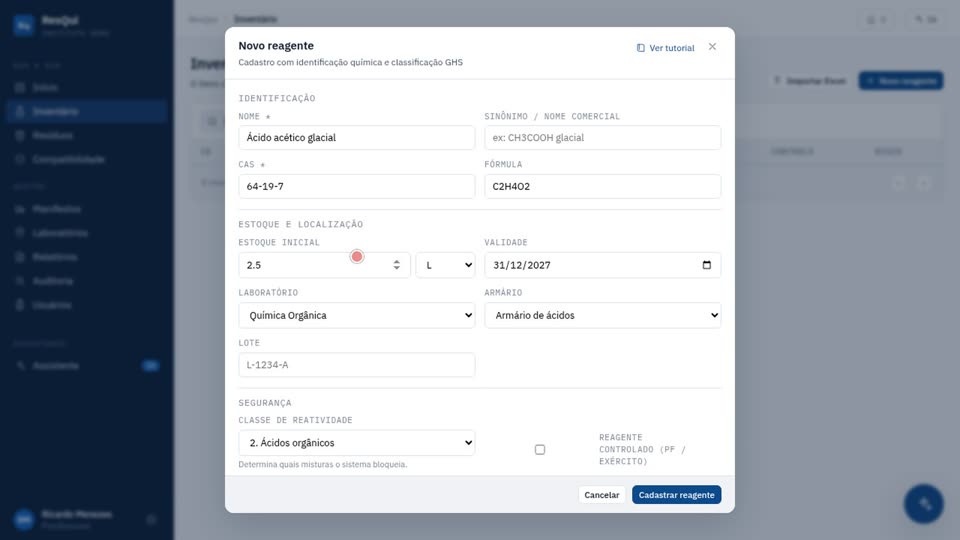 ResQui
ResQui
Inventário
Início
Inventário
Resíduos
Compatibilidade
Manifestos
Laboratórios
Relatórios
Auditoria
Usuários
Assistente
Ricardo Menezes
Importar Excel
Novo reagente
Novo reagente
Ver tutorial
Cadastro com identificação química e classificação GHS
IDENTIFICAÇÃO
NOME *
SINÔNIMO / NOME COMERCIAL
Ácido acético glacial
ex: CH3COOH glacial
CAS *
FÓRMULA
64-19-7
C2H4O2
ESTOQUE E LOCALIZAÇÃO
ESTOQUE INICIAL
VALIDADE
2.5
L
31/12/2027
LABORATÓRIO
ARMÁRIO
Química Orgânica
Armário de ácidos
LOTE
L-1234-A
SEGURANÇA
CLASSE DE REATIVIDADE
2. Ácidos orgânicos
REAGENTE
CONTROLADO (PF /
EXÉRCITO)
Determina quais misturas o sistema bloqueia.
Cancelar
Cadastrar reagente